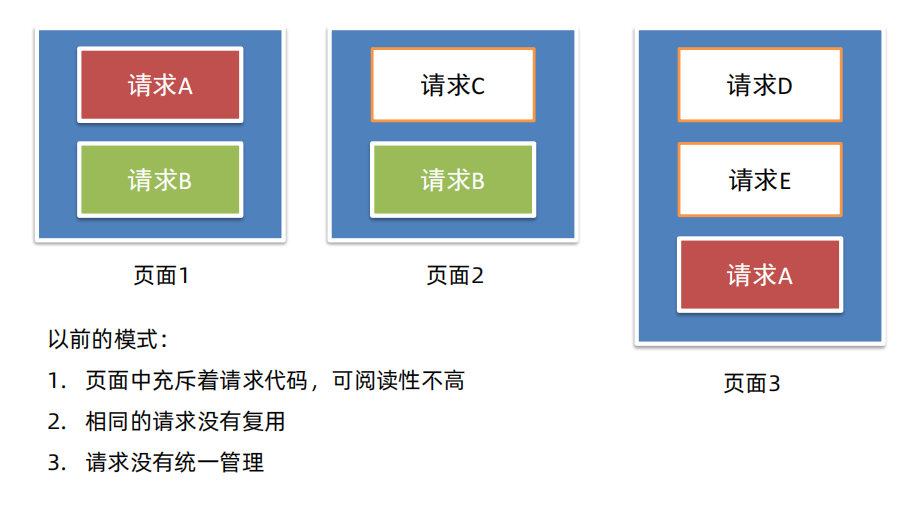 请求A
请求B
页面1
请求C
请求B
页面2
请求D
请求E
请求A
页面3
以前的模式：
1. 页面中充斥着请求代码，可阅读性不高
2. 相同的请求没有复用
3. 请求没有统一管理